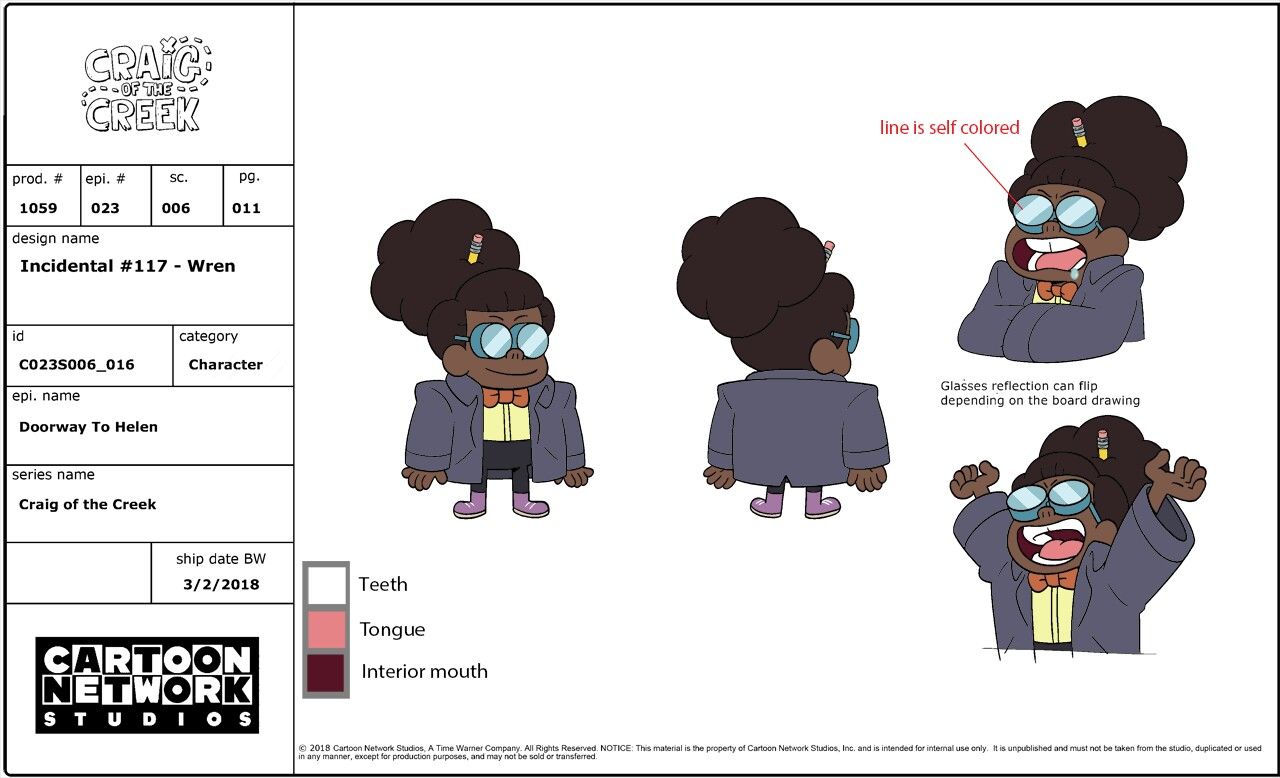 CRAIG
OF THE
CREEK
prod. # epi. # sc. pg.
1059 023 006 011
design name
Incidental #117 - Wren
id category
C023S006_016 Character
epi. name
Doorway To Helen
series name
Craig of the Creek
ship date BW
3/2/2018
CARTOON
NETWORK
STUDIOS
line is self colored
Glasses reflection can flip
depending on the board drawing
Teeth
Tongue
Interior mouth
© 2018 Cartoon Network Studios, A Time Warner Company. All Rights Reserved. NOTICE: This material is the property of Cartoon Network Studios, Inc. and is intended for internal use only. It is unpublished and must not be taken from the studio, duplicated or used
in any manner, except for production purposes, and may not be sold or transferred.